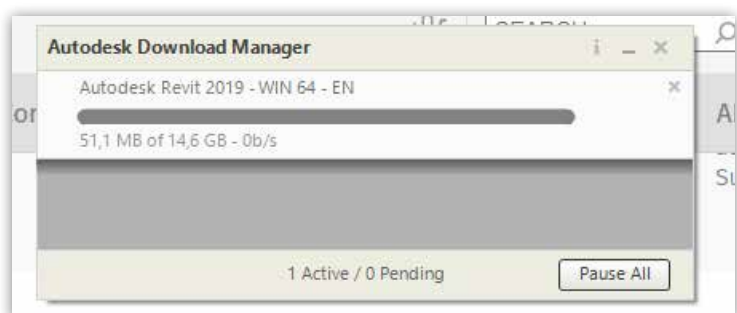 SEARCH
Autodesk Download Manager
Autodesk Revit 2019 - WIN 64 - EN
51,1 MB of 14,6 GB - 0b/s
1 Active / 0 Pending
Pause All